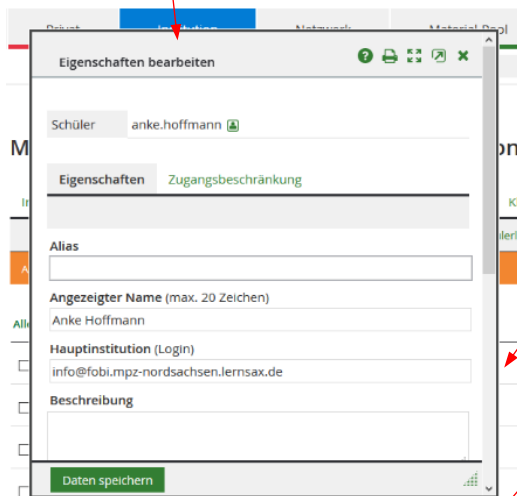 Privat Institution Netzwerk Material Pool
Eigenschaften bearbeiten
Schüler anke.hoffmann
Eigenschaften Zugangsbeschränkung
Alias
Angezeigter Name (max. 20 Zeichen)
Anke Hoffmann
Hauptinstitution (Login)
info@fobi.mpz-nordsachsen.lernsax.de
Beschreibung
Daten speichern